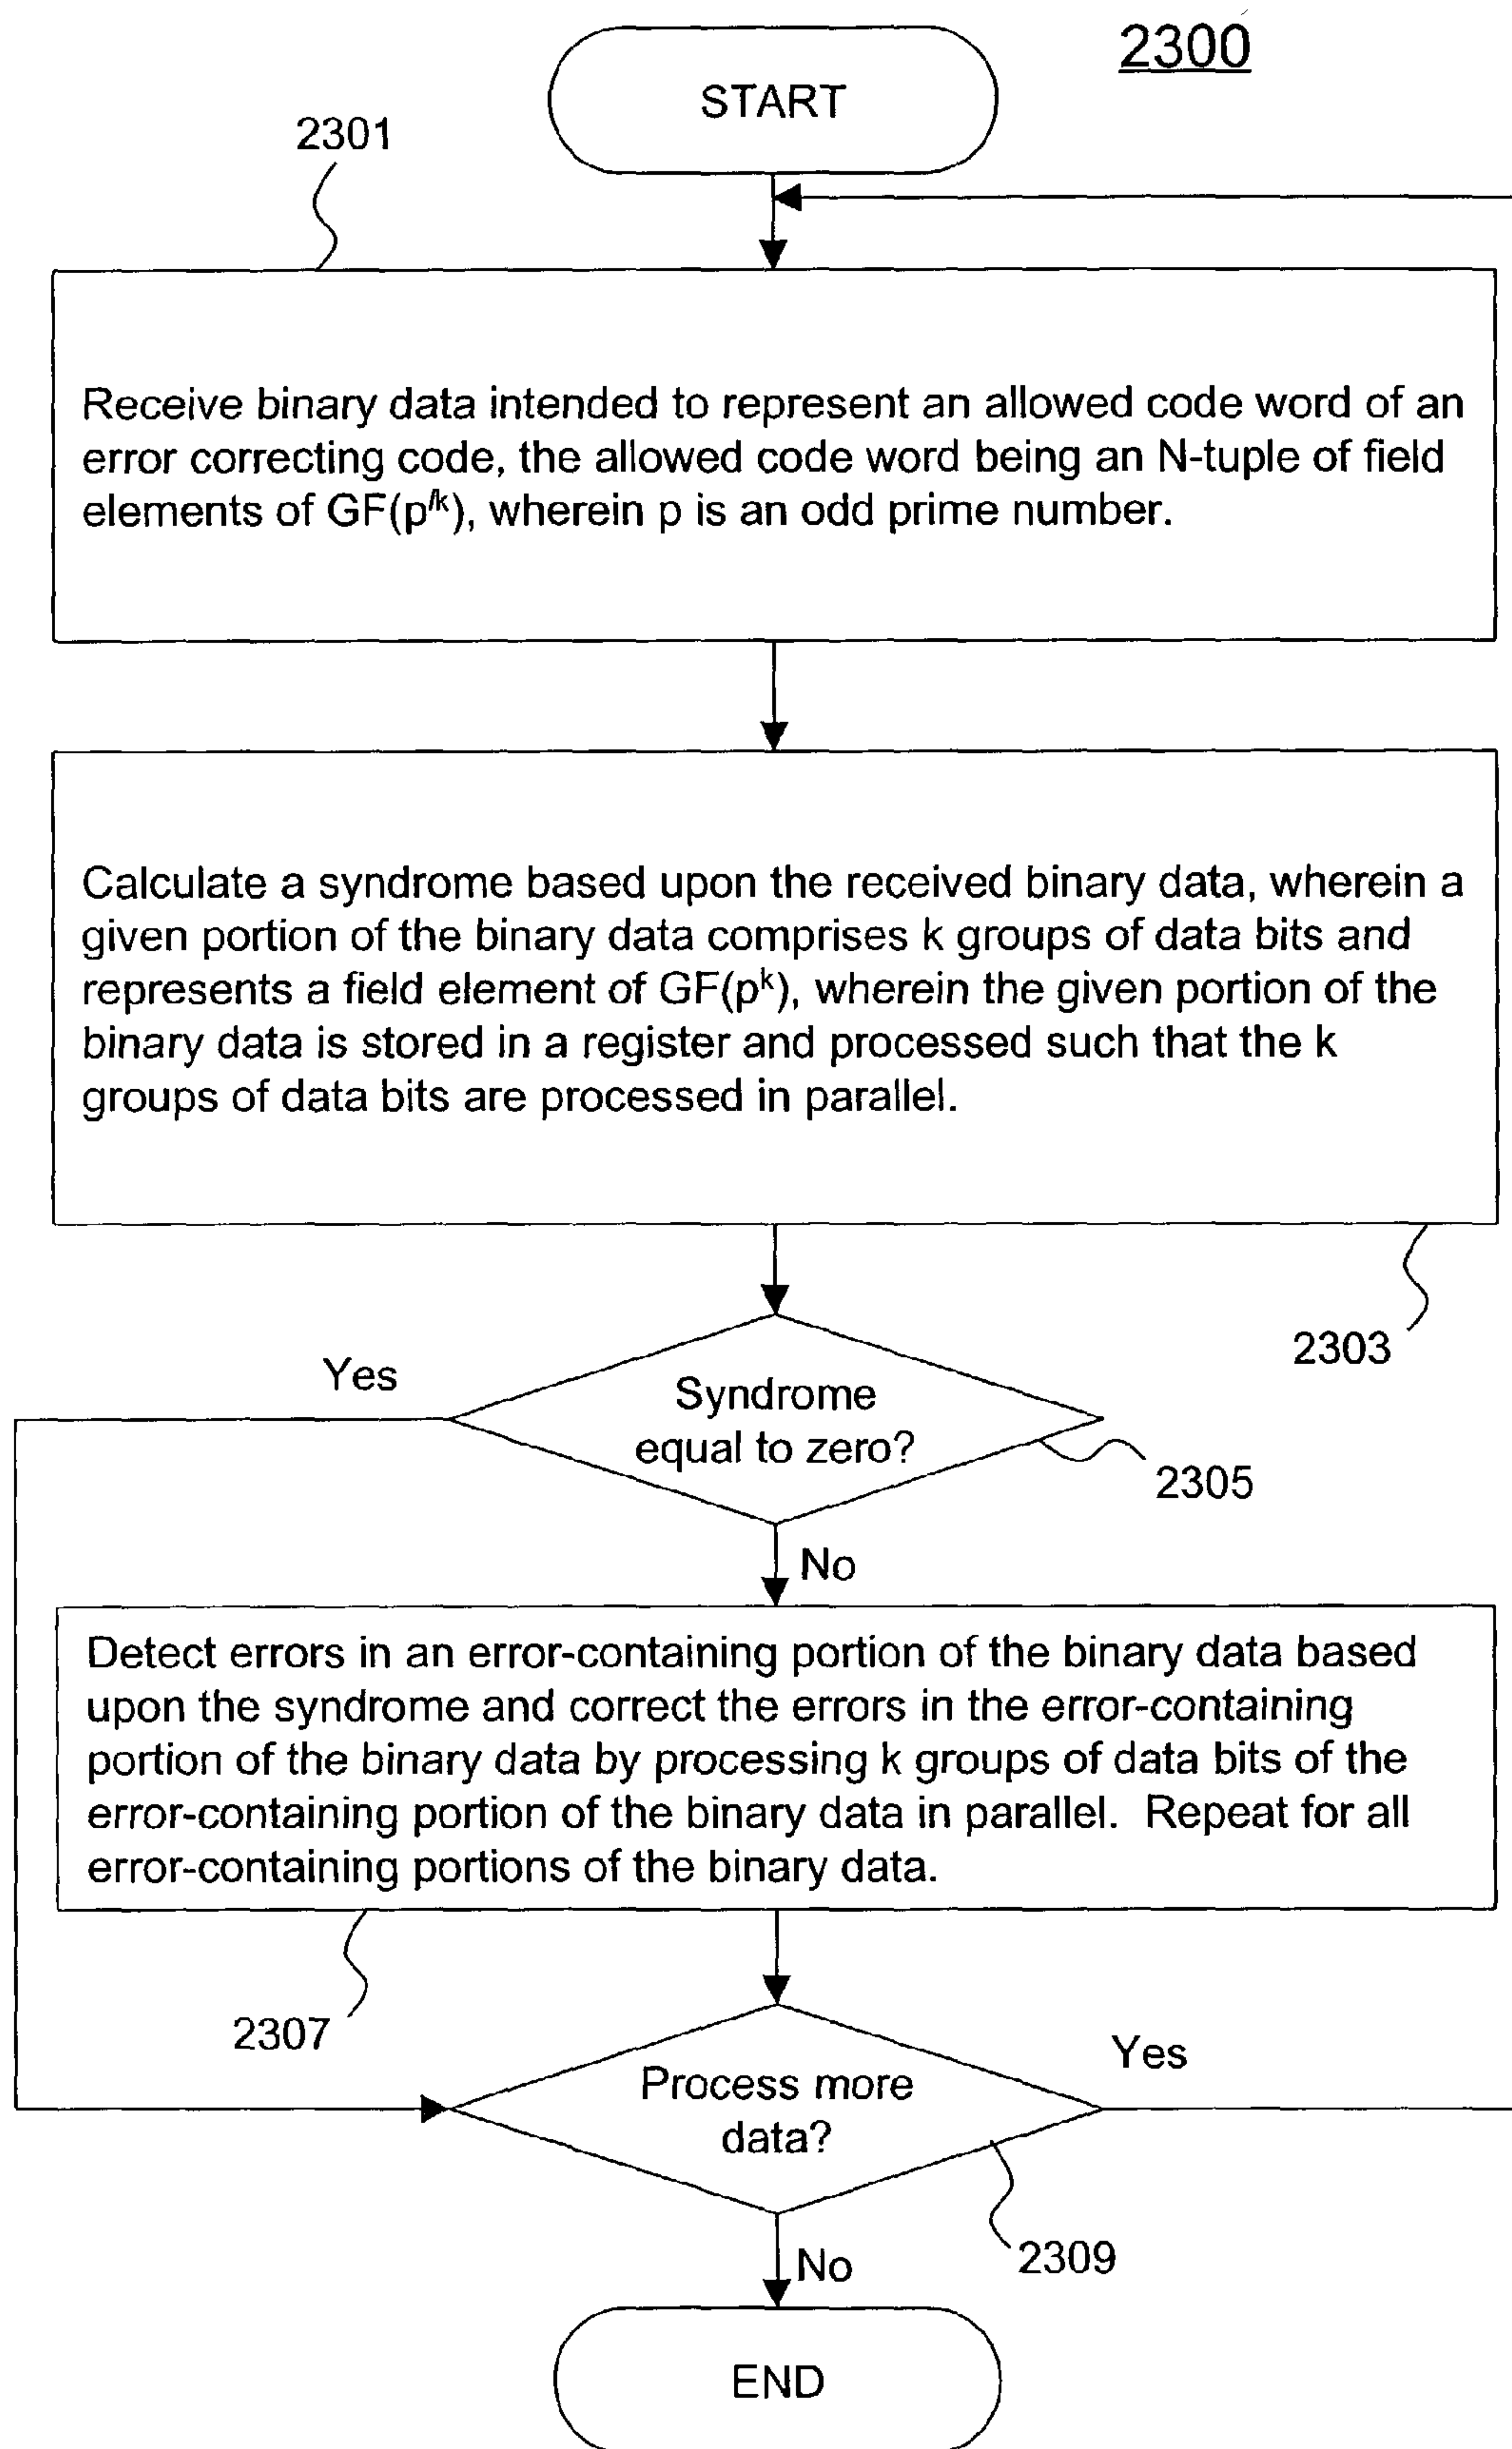 2300
START
2301
Receive binary data intended to represent an allowed code word of an
error correcting code, the allowed code word being an N-tuple of field
elements of GF(p^k), wherein p is an odd prime number.
Calculate a syndrome based upon the received binary data, wherein a
given portion of the binary data comprises k groups of data bits and
represents a field element of GF(p^k), wherein the given portion of the
binary data is stored in a register and processed such that the k
groups of data bits are processed in parallel.
2303
Yes
Syndrome
equal to zero?
2305
No
Detect errors in an error-containing portion of the binary data based
upon the syndrome and correct the errors in the error-containing
portion of the binary data by processing k groups of data bits of the
error-containing portion of the binary data in parallel. Repeat for all
error-containing portions of the binary data.
2307
Yes
Process more
data?
2309
No
END